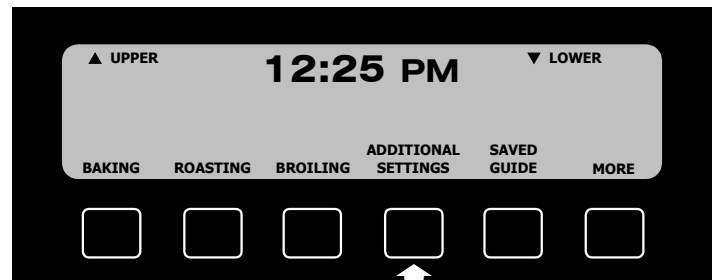 ▲ UPPER
12:25 PM
▼ LOWER
BAKING
ROASTING
BROILING
ADDITIONAL
SETTINGS
SAVED
GUIDE
MORE